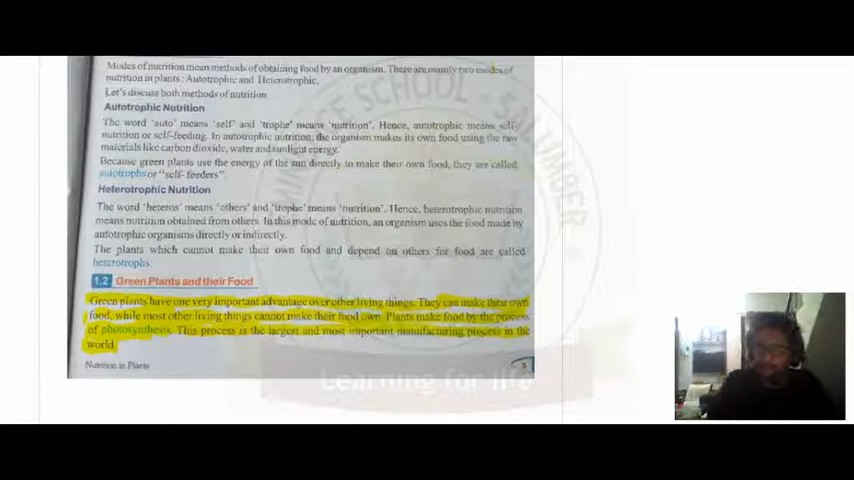 Modes of nutrition mean methods of obtaining food by an organism. There are mainly two modes of
nutrition in plants : Autotrophic and Heterotrophic.
Let's discuss both methods of nutrition
Autotrophic Nutrition
The word 'auto' means 'self' and 'trophe' means 'nutrition'. Hence, autotrophic means self-
nutrition or self-feeding. In autotrophic nutrition, the organism makes its own food using the raw
materials like carbon dioxide, water and sunlight energy.
Because green plants use the energy of the sun directly to make their own food, they are called
autotrophs or "self- feeders".
Heterotrophic Nutrition
The word 'heteros' means 'others' and 'trophe' means 'nutrition'. Hence, heterotrophic nutrition
means nutrition obtained from others. In this mode of nutrition, an organism uses the food made by
autotrophic organisms directly or indirectly.
The plants which cannot make their own food and depend on others for food are called
heterotrophs.
1.2 Green Plants and their Food
Green plants have one very important advantage over other living things. They can make their own
food, while most other living things cannot make their food own. Plants make food by the process
of photosynthesis. This process is the largest and most important manufacturing process in the
world.
Nutrition in Plants 5
SCHOOL - SALUMBER
Learning for life